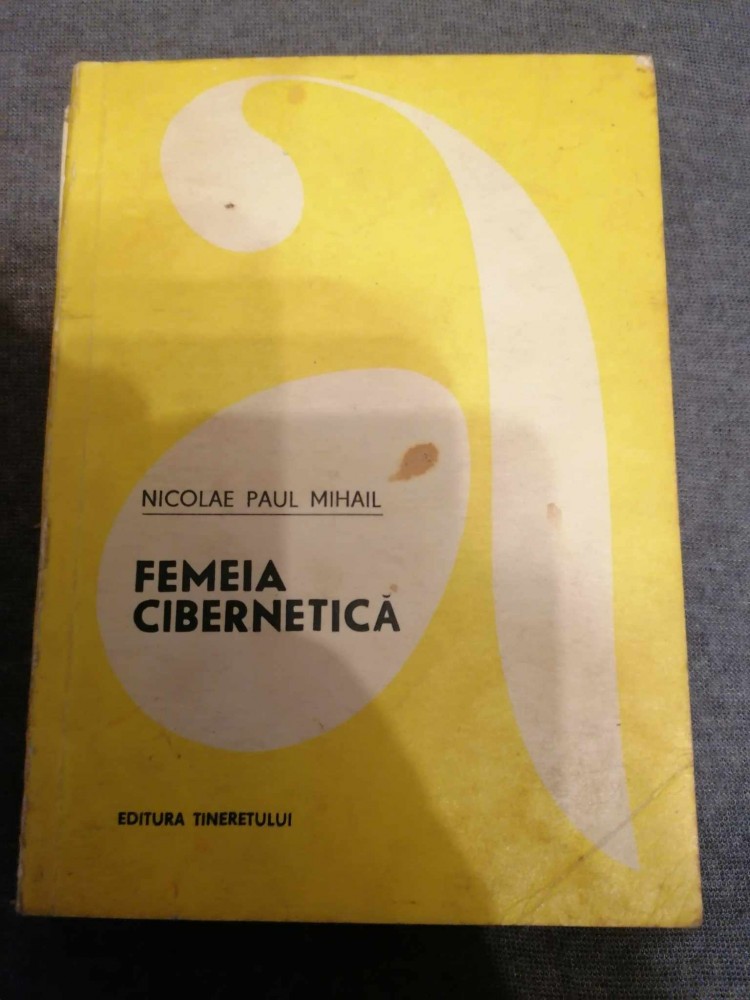 NICOLAE PAUL MIHAIL
FEMEIA
CIBERNETICĂ
EDITURA TINERETULUI